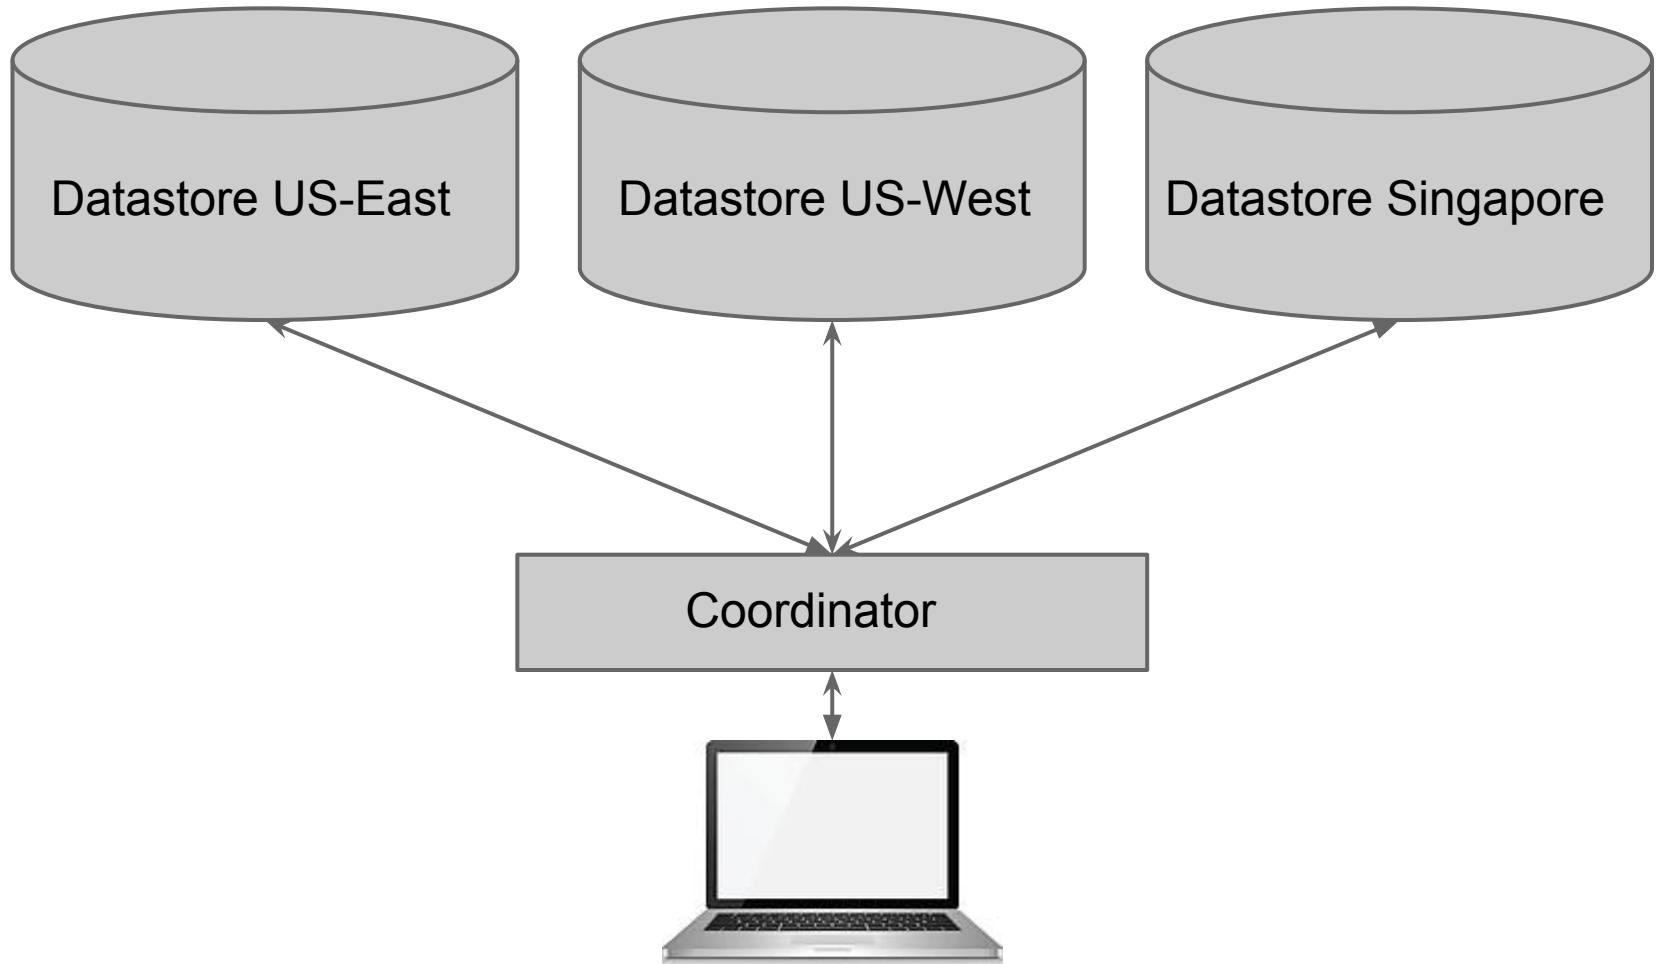 Datastore US-East
Datastore US-West
Datastore Singapore
Coordinator